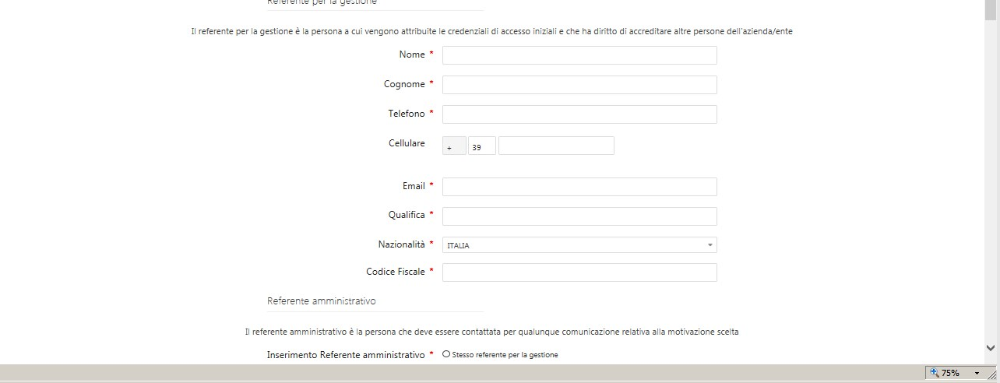 Referente per la gestione
Il referente per la gestione è la persona a cui vengono attribuite le credenziali di accesso iniziali e che ha diritto di accreditare altre persone dell'azienda/ente
Nome *
Cognome *
Telefono *
Cellulare + 39
Email *
Qualifica *
Nazionalità * ITALIA
Codice Fiscale *
Referente amministrativo
Il referente amministrativo è la persona che deve essere contattata per qualunque comunicazione relativa alla motivazione scelta
Inserimento Referente amministrativo * Stesso referente per la gestione
75%